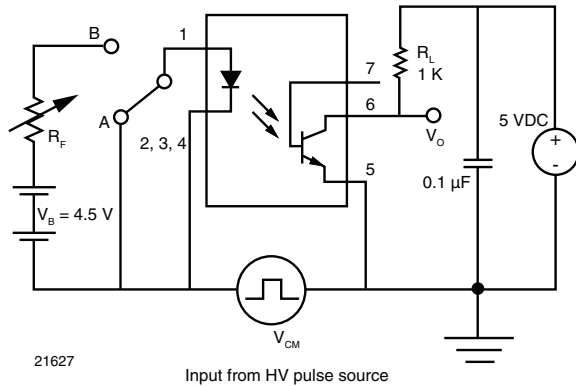 B
1
R_L
1 K
7
6
V_O
5 VDC
+
-
A
R_F
2, 3, 4
5
0.1 µF
V_B = 4.5 V
V_CM
21627
Input from HV pulse source